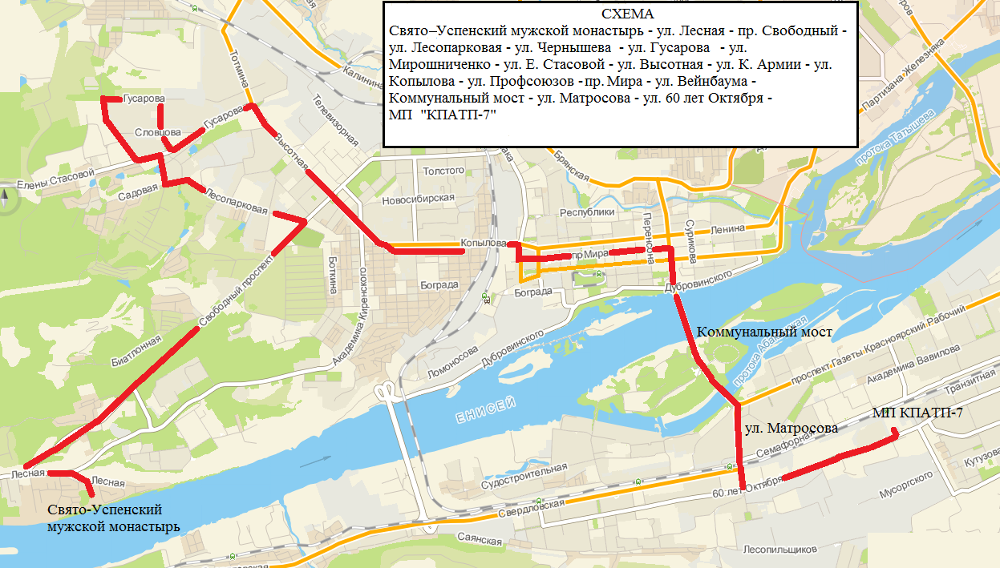 СХЕМА
Свято–Успенский мужской монастырь - ул. Лесная - пр. Свободный -
ул. Лесопарковая - ул. Чернышева - ул. Гусарова - ул.
Мирошниченко - ул. Е. Стасовой - ул. Высотная - ул. К. Армии - ул.
Копылова - ул. Профсоюзов - пр. Мира - ул. Вейнбаума -
Коммунальный мост - ул. Матросова - ул. 60 лет Октября -
МП "КПАТП-7"
Тотмина
Калинина
Партизана Железняка
Гусарова
Гусарова
Телевизорная
протока Татышева
Словцова
Высотная
Брянская
Толстого
Елены Стасовой
Садовая
Лесопарковая
Новосибирская
Республики
Перенсона
Сурикова
Ленина
Копылова
пр Мира
Свободный проспект
Боткина
Академика Киренского
Бограда
Бограда
Дубровинского
Биатлонная
Ломоносова
Дубровинского
Коммунальный мост
протока Абаканская
проспект Газеты Красноярский Рабочий
Академика Вавилова
Транзитная
ЕНИСЕЙ
МП КПАТП-7
ул. Матросова
Семафорная
Лесная
Лесная
Судостроительная
60 лет Октября
Кутузова
Мусоргского
Свято-Успенский
мужской монастырь
Свердловская
Саянская
Лесопильщиков